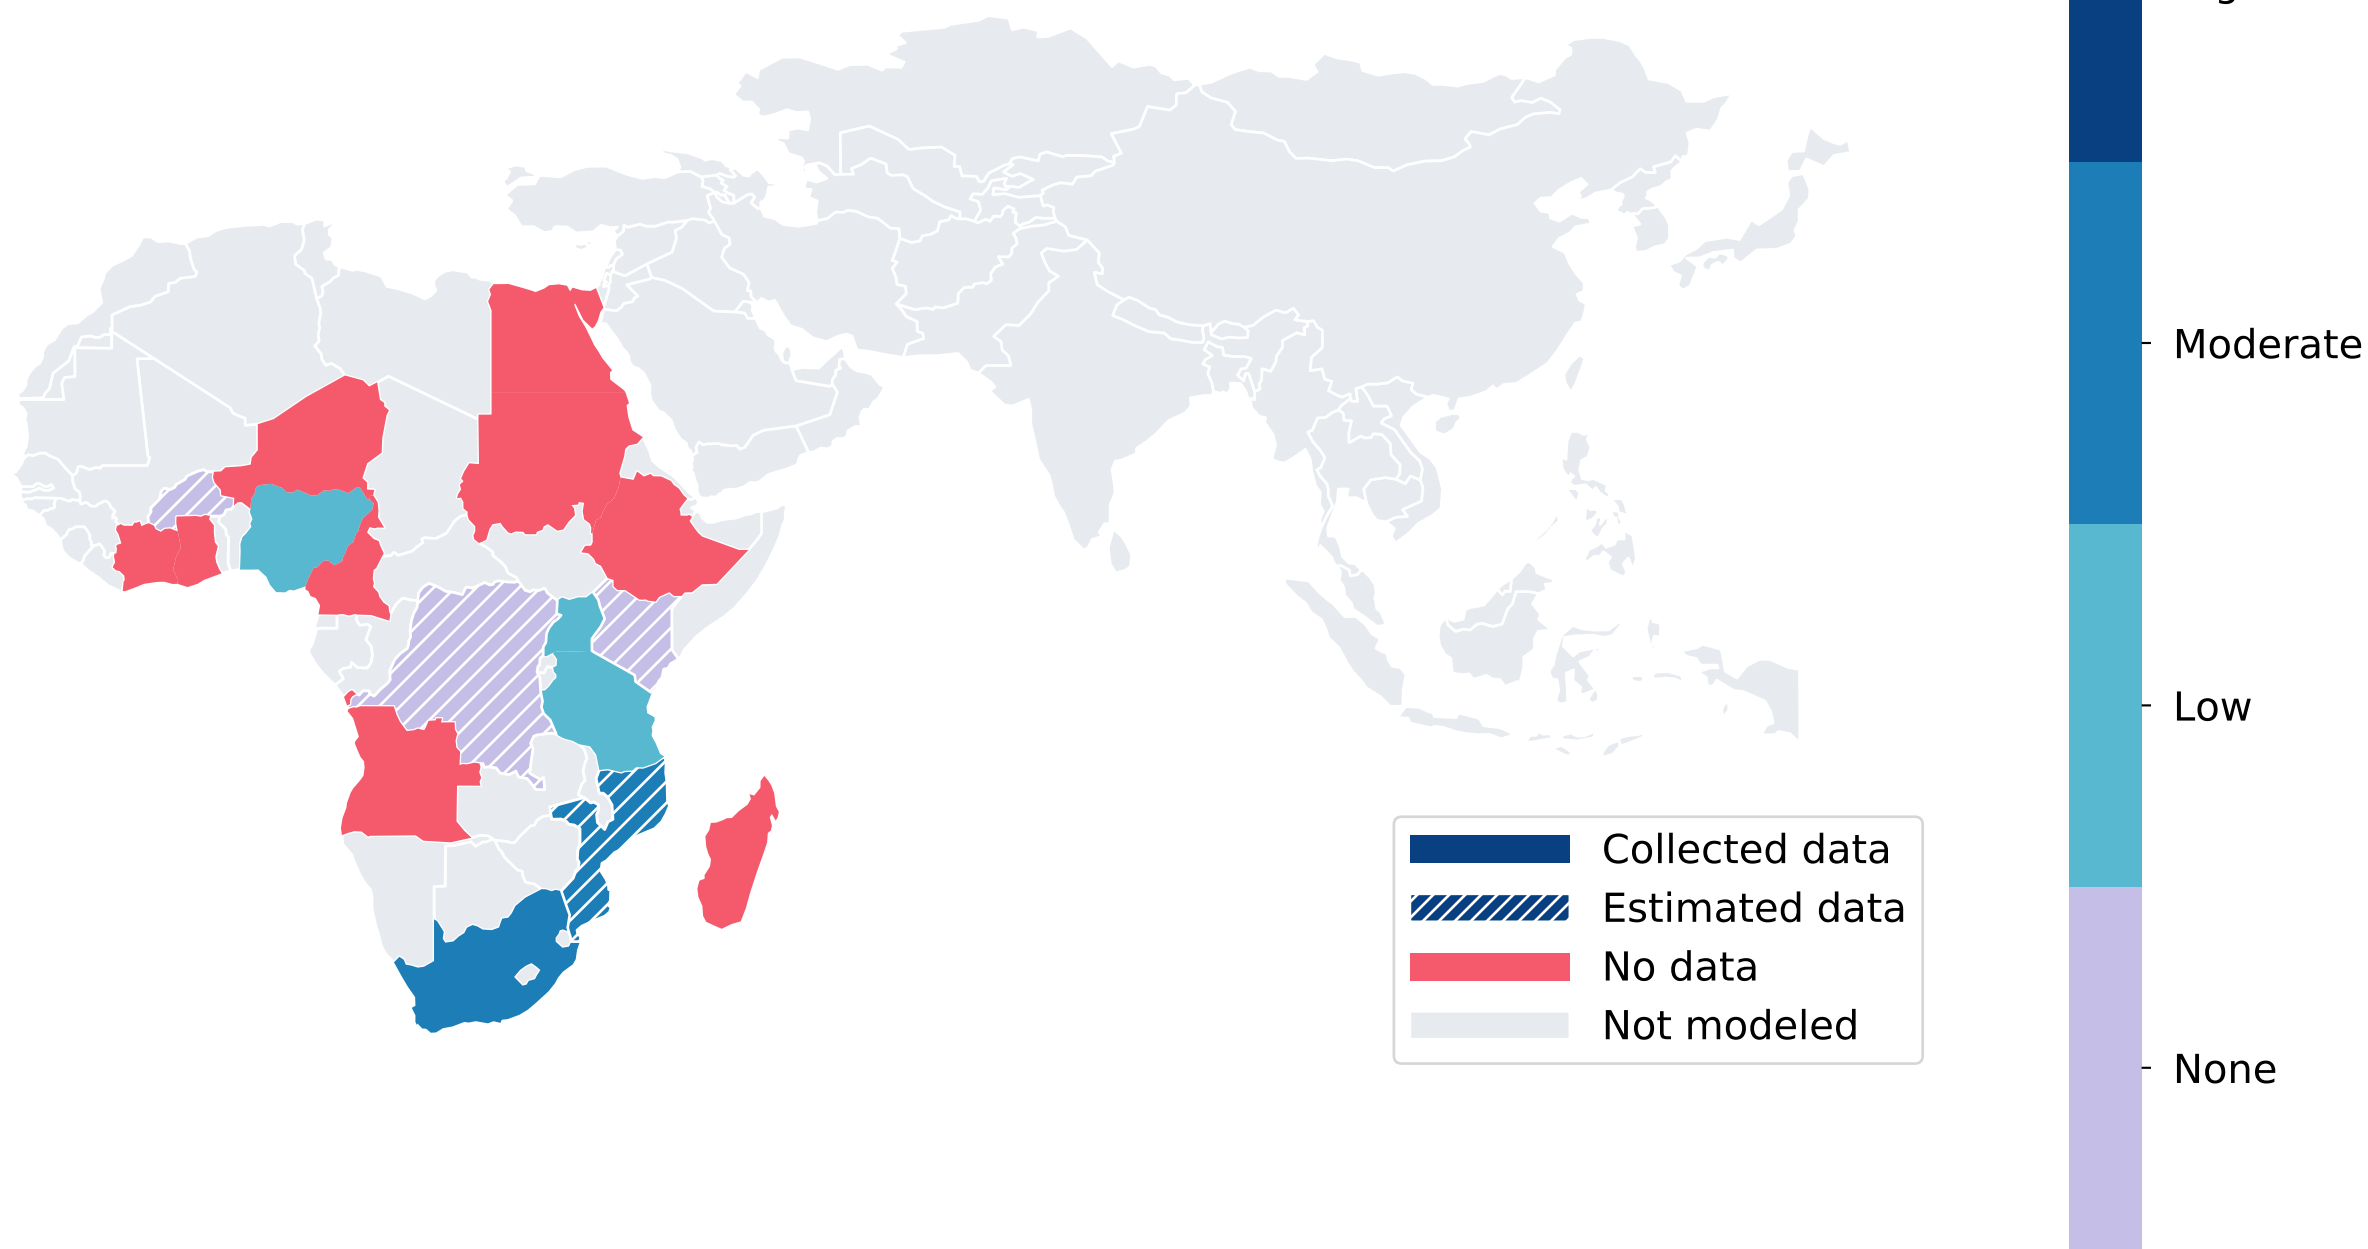 Moderate
Low
Collected data
Estimated data
No data
Not modeled
None